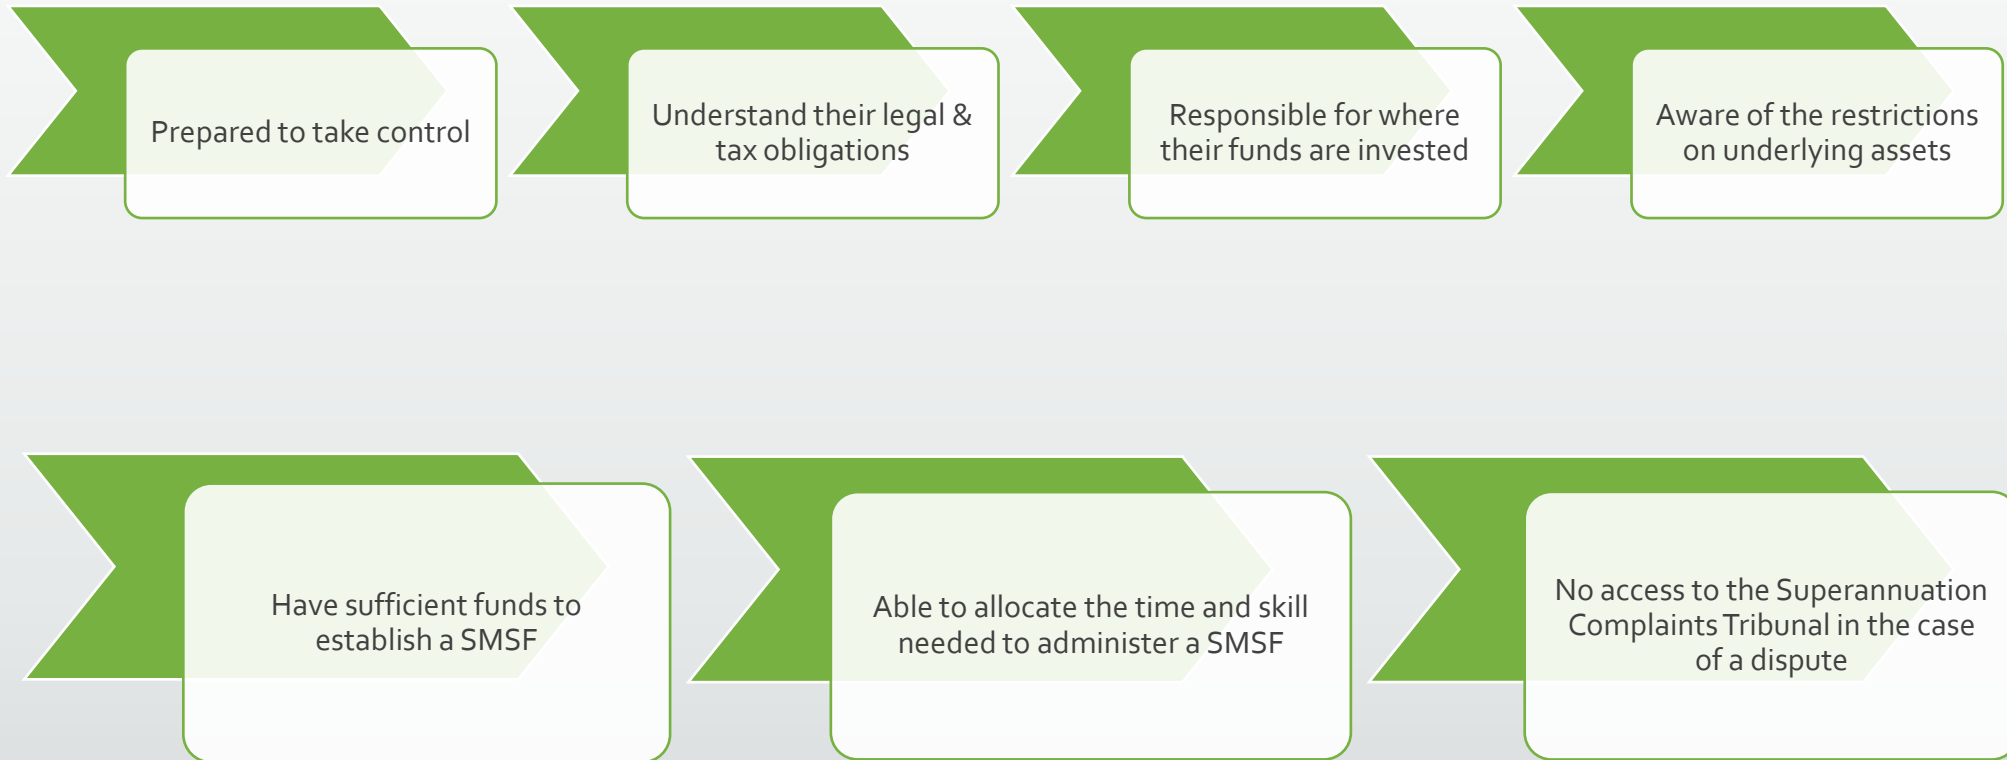 Prepared to take control
Understand their legal &
tax obligations
Responsible for where
their funds are invested
Aware of the restrictions
on underlying assets
Have sufficient funds to
establish a SMSF
Able to allocate the time and skill
needed to administer a SMSF
No access to the Superannuation
Complaints Tribunal in the case
of a dispute